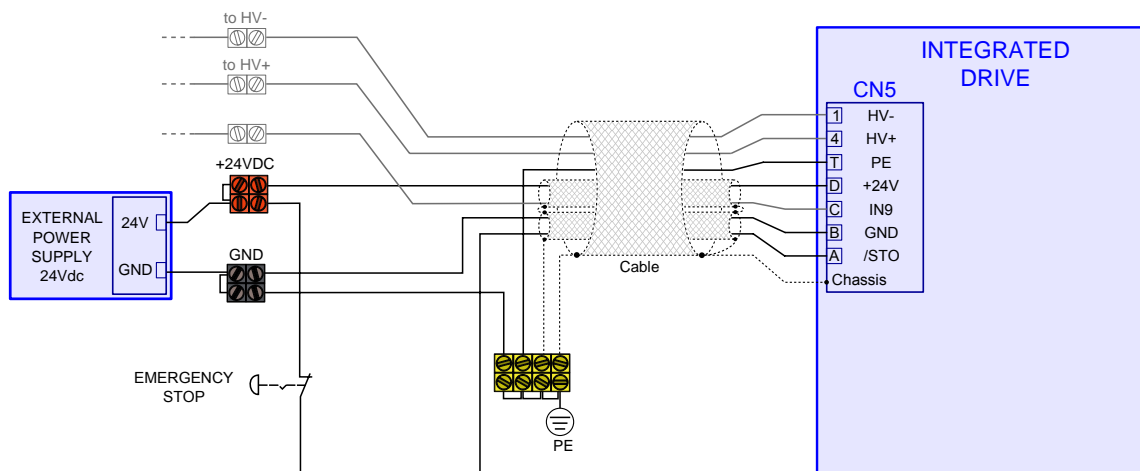 to HV-
to HV+
+24VDC
EXTERNAL
POWER
SUPPLY
24Vdc
24V
GND
GND
EMERGENCY
STOP
PE
Cable
INTEGRATED
DRIVE
CN5
1 HV-
4 HV+
T PE
D +24V
C IN9
B GND
A /STO
Chassis